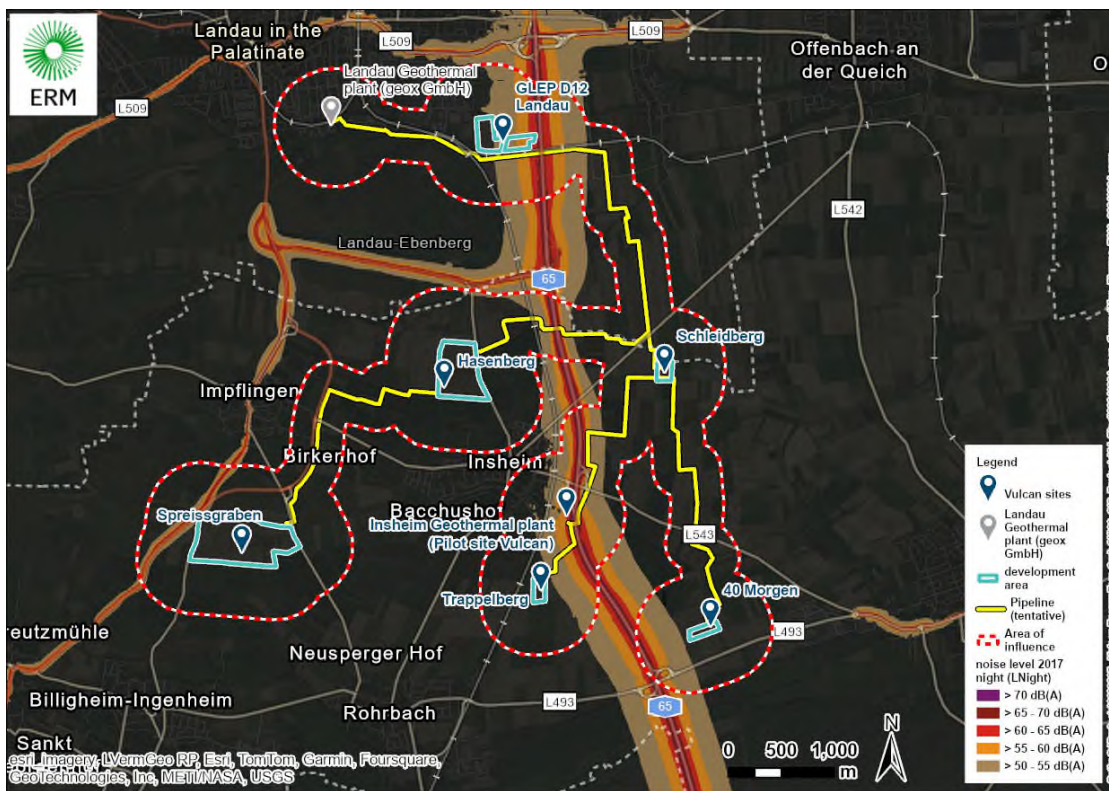 ERM
Landau in the
Palatinate
L509
L509
L509
Offenbach an
der Queich
O
Landau Geothermal
plant (geox GmbH)
GLEP D12
Landau
L542
Landau-Ebenberg
65
Schleidberg
Hasenberg
Impflingen
Birkenhof
Insheim
Bacchushof
Insheim Geothermal plant
(Pilot site Vulcan)
Spreissgraben
L543
Trappelberg
40 Morgen
reutzmühle
L493
Neusperger Hof
Billigheim-Ingenheim
Rohrbach
L493
65
Sankt
esri_Imagery, LVermGeo RP, Esri, TomTom, Garmin, Foursquare,
GeoTechnologies, Inc, METI/NASA, USGS
0 500 1,000
m
N
Legend
Vulcan sites
Landau
Geothermal
plant (geox
GmbH)
development
area
Pipeline
(tentative)
Area of
influence
noise level 2017
night (LNight)
> 70 dB(A)
> 65 - 70 dB(A)
> 60 - 65 dB(A)
> 55 - 60 dB(A)
> 50 - 55 dB(A)